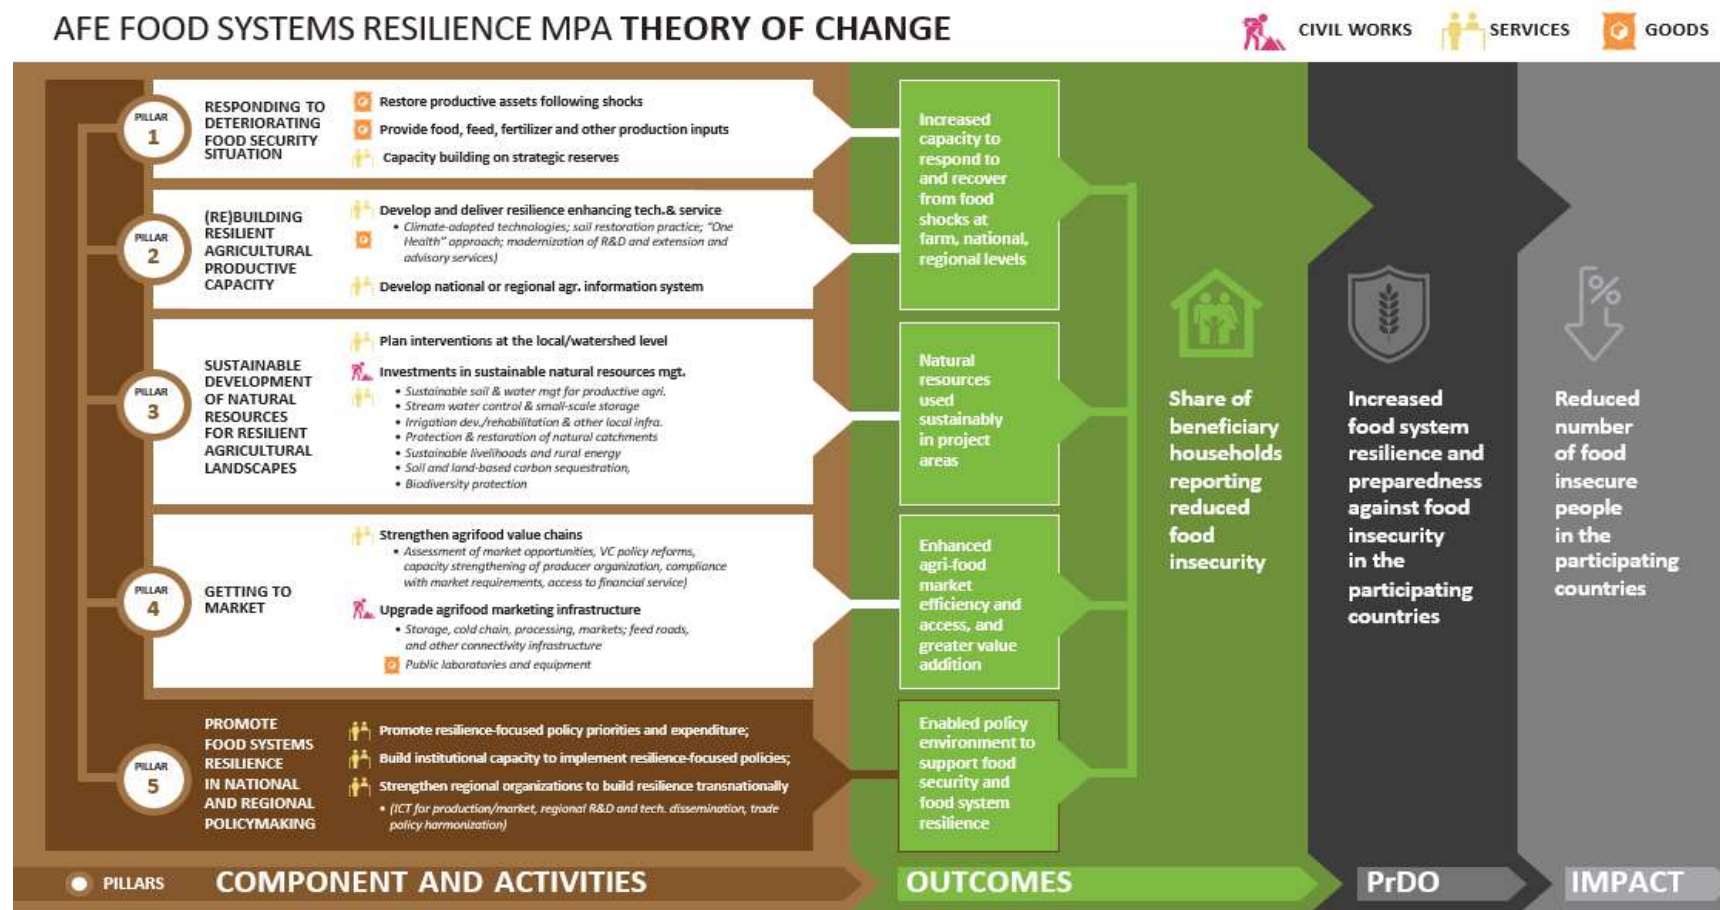 AFE FOOD SYSTEMS RESILIENCE MPA THEORY OF CHANGE
CIVIL WORKS
SERVICES
GOODS
PILLAR
1
RESPONDING TO
DETERIORATING
FOOD SECURITY
SITUATION
Restore productive assets following shocks
Provide food, feed, fertilizer and other production inputs
Capacity building on strategic reserves
PILLAR
2
(RE)BUILDING
RESILIENT
AGRICULTURAL
PRODUCTIVE
CAPACITY
Develop and deliver resilience enhancing tech.& service
• Climate-adapted technologies; soil restoration practice; "One
Health" approach; modernization of R&D and extension and
advisory services)
Develop national or regional agr. information system
PILLAR
3
SUSTAINABLE
DEVELOPMENT
OF NATURAL
RESOURCES
FOR RESILIENT
AGRICULTURAL
LANDSCAPES
Plan interventions at the local/watershed level
Investments in sustainable natural resources mgt.
• Sustainable soil & water mgt for productive agri.
• Stream water control & small-scale storage
• Irrigation dev./rehabilitation & other local infra.
• Protection & restoration of natural catchments
• Sustainable livelihoods and rural energy
• Soil and land-based carbon sequestration,
• Biodiversity protection
PILLAR
4
GETTING TO
MARKET
Strengthen agrifood value chains
• Assessment of market opportunities, VC policy reforms,
capacity strengthening of producer organization, compliance
with market requirements, access to financial service)
Upgrade agrifood marketing infrastructure
• Storage, cold chain, processing, markets; feed roads,
and other connectivity infrastructure
Public laboratories and equipment
PILLAR
5
PROMOTE
FOOD SYSTEMS
RESILIENCE
IN NATIONAL
AND REGIONAL
POLICYMAKING
Promote resilience-focused policy priorities and expenditure;
Build institutional capacity to implement resilience-focused policies;
Strengthen regional organizations to build resilience transnationally
• (ICT for production/market, regional R&D and tech. dissemination, trade
policy harmonization)
Increased
capacity to
respond to
and recover
from food
shocks at
farm, national,
regional levels
Natural
resources
used
sustainably
in project
areas
Enhanced
agri-food
market
efficiency and
access, and
greater value
addition
Enabled policy
environment to
support food
security and
food system
resilience
Share of
beneficiary
households
reporting
reduced
food
insecurity
Increased
food system
resilience and
preparedness
against food
insecurity
in the
participating
countries
%
Reduced
number
of food
insecure
people
in the
participating
countries
PILLARS
COMPONENT AND ACTIVITIES
OUTCOMES
PrDO
IMPACT